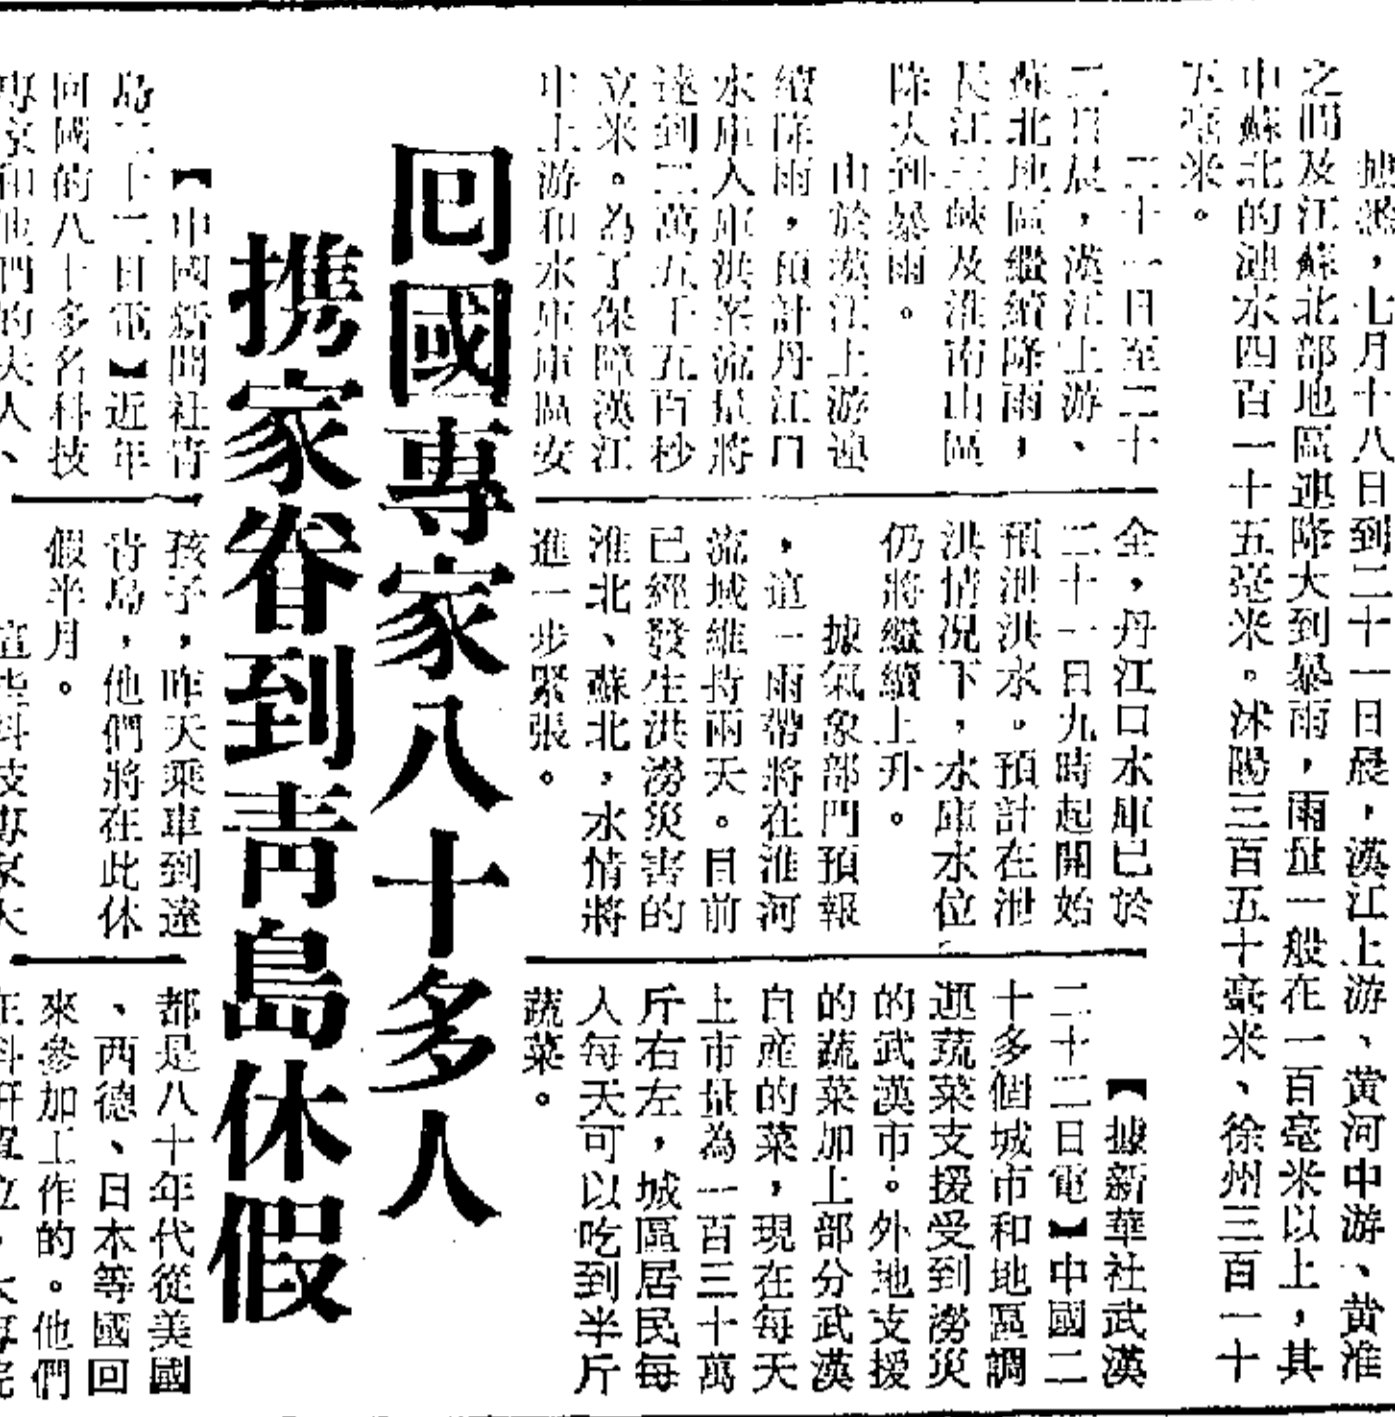 據悉，七月十八日到二十一日晨，漢江上游、黄河中游、黄淮
之間及江蘇北部地區連降大到暴雨，雨量一般在一百毫米以上，其
中蘇北的漣水四百一十五毫米。沭陽三百五十毫米、徐州三百一十
五毫米。
二十一日至二十
二日晨，漢江上游、
蘇北地區繼續降雨，
長江三峽及淮南山區
降大到暴雨。
由於漢江上游連
續降雨，預計丹江口
水庫入庫洪峯流量將
達到二萬五千五百秒
立米。為了保障漢江
中上游和水庫庫區安
全，丹江口水庫已於
二十一日九時起開始
預泄洪水。預計在泄
洪情况下，水庫水位
仍將繼續上升。
據氣象部門預報
，這一雨帶將在淮河
流域維持兩天。目前
已經發生洪澇災害的
淮北、蘇北，水情將
進一步緊張。
【據新華社武漢
二十二日電】中國二
十多個城市和地區調
運蔬菜支援受到澇災
的武漢市。外地支援
的蔬菜加上部分武漢
自産的菜，現在每天
上市量為一百三十萬
斤右左，城區居民每
人每天可以吃到半斤
蔬菜。
回國專家八十多人
携家眷到青島休假
【中國新聞社青
島二十二日電】近年
回國的八十多名科技
專家和他們的夫人、
孩子，昨天乘車到達
青島，他們將在此休
假半月。
這些科技專家大
都是八十年代從美國
、西德、日本等國回
來參加工作的。他們